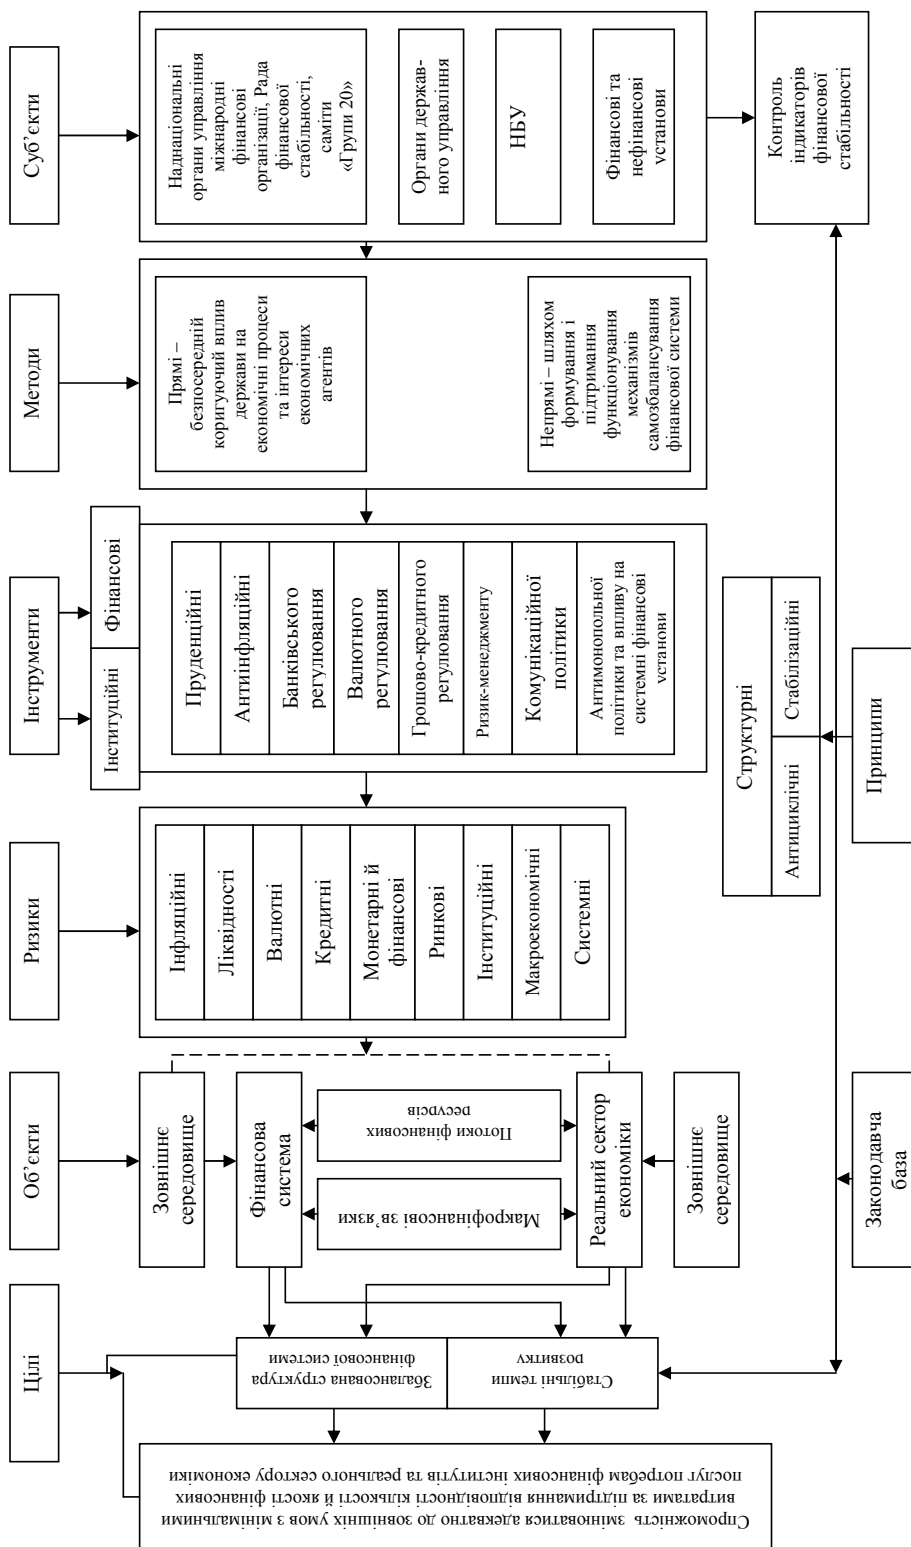 Цілі
Об’єкти
Ризики
Інструменти
Методи
Суб’єкти
Спроможність змінюватися адекватно до зовнішніх умов з мінімальними
витратами за підтримання відповідності кількості й якості фінансових
послуг потребам фінансових інститутів та реального сектору економіки
Збалансована структура
фінансової системи
Стабільні темпи
розвитку
Зовнішнє
середовище
Фінансова
система
Макрофінансові зв’язки
Потоки фінансових
ресурсів
Реальний сектор
економіки
Зовнішнє
середовище
Інфляційні
Ліквідності
Валютні
Кредитні
Монетарні й
фінансові
Ринкові
Інституційні
Макроекономічні
Системні
Інституційні
Фінансові
Пруденційні
Антиінфляційні
Банківського
регулювання
Валютного
регулювання
Грошово-кредитного
регулювання
Ризик-менеджменту
Комунікаційної
політики
Антимонопольної
політики та впливу на
системні фінансові
установи
Прямі –
безпосередній
коригуючий вплив
держави на
економічні процеси
та інтереси
економічних
агентів
Непрямі – шляхом
формування і
підтримання
функціонування
механізмів
самозбалансування
фінансової системи
Наднаціональні
органи управління
міжнародні
фінансові
організації, Рада
фінансової
стабільності,
саміти
«Групи 20»
Органи держав-
ного управління
НБУ
Фінансові та
нефінансові
установи
Контроль
індикаторів
фінансової
стабільності
Структурні
Антициклічні
Стабілізаційні
Законодавча
база
Принципи